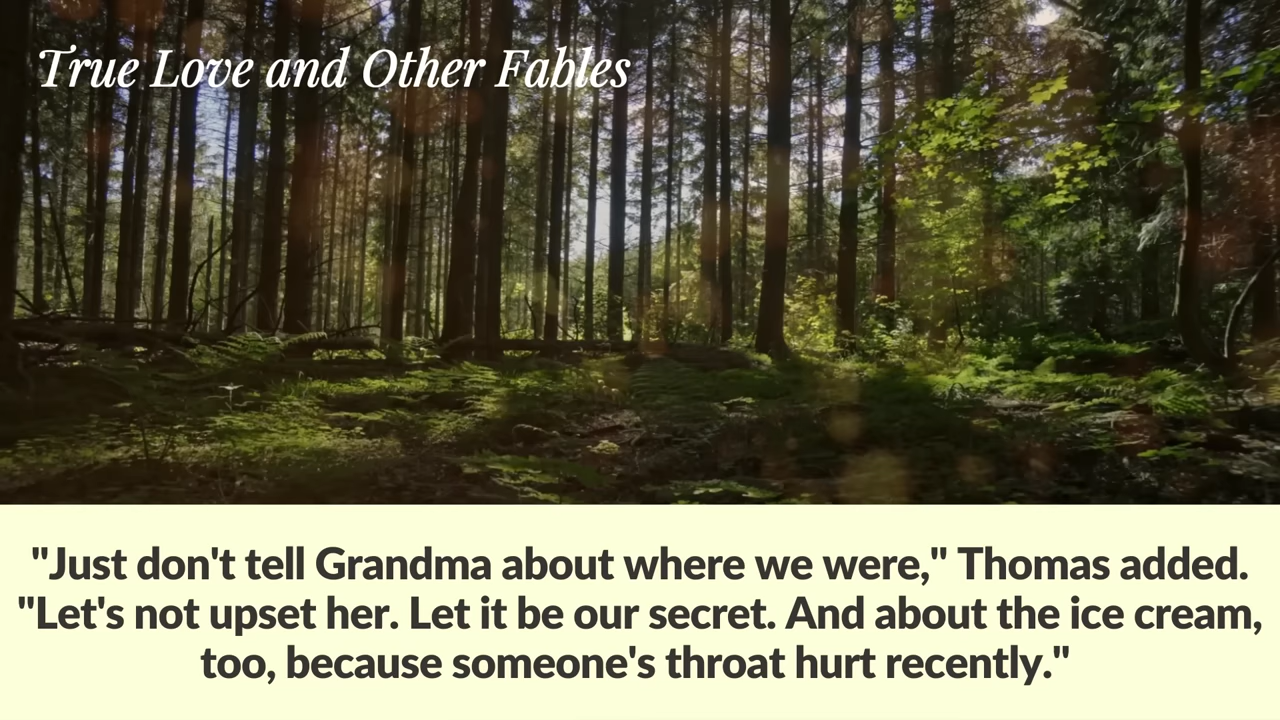 True Love and Other Fables
"Just don't tell Grandma about where we were," Thomas added.
"Let's not upset her. Let it be our secret. And about the ice cream,
too, because someone's throat hurt recently."